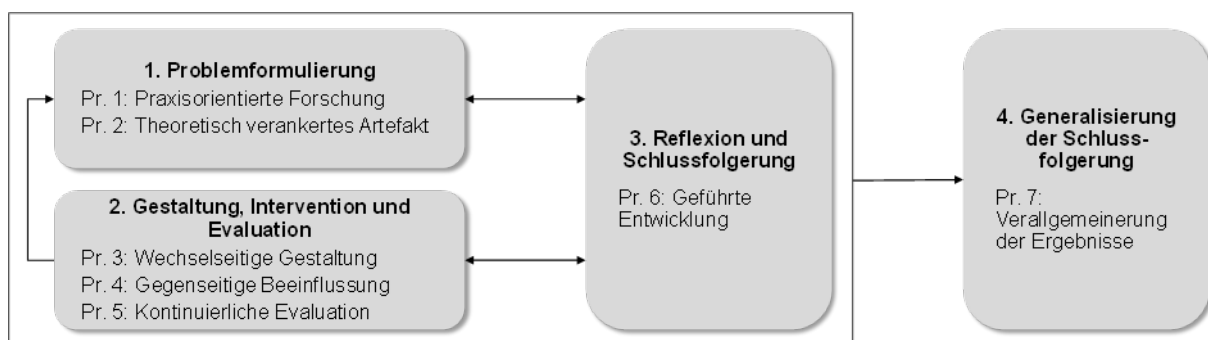 1. Problemformulierung
Pr. 1: Praxisorientierte Forschung
Pr. 2: Theoretisch verankertes Artefakt
2. Gestaltung, Intervention und
Evaluation
Pr. 3: Wechselseitige Gestaltung
Pr. 4: Gegenseitige Beeinflussung
Pr. 5: Kontinuierliche Evaluation
3. Reflexion und
Schlussfolgerung
Pr. 6: Geführte
Entwicklung
4. Generalisierung
der Schluss-
folgerung
Pr. 7:
Verallgemeinerung
der Ergebnisse